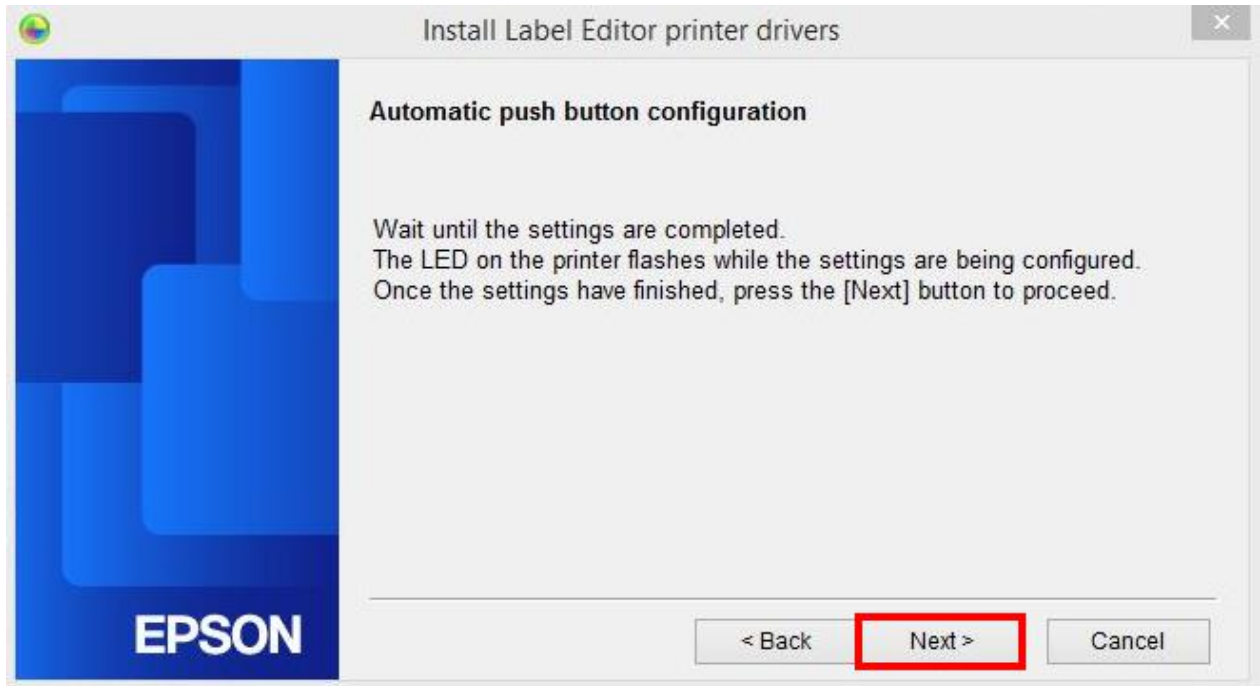 Install Label Editor printer drivers
Automatic push button configuration
Wait until the settings are completed.
The LED on the printer flashes while the settings are being configured.
Once the settings have finished, press the [Next] button to proceed.
EPSON
< Back
Next >
Cancel